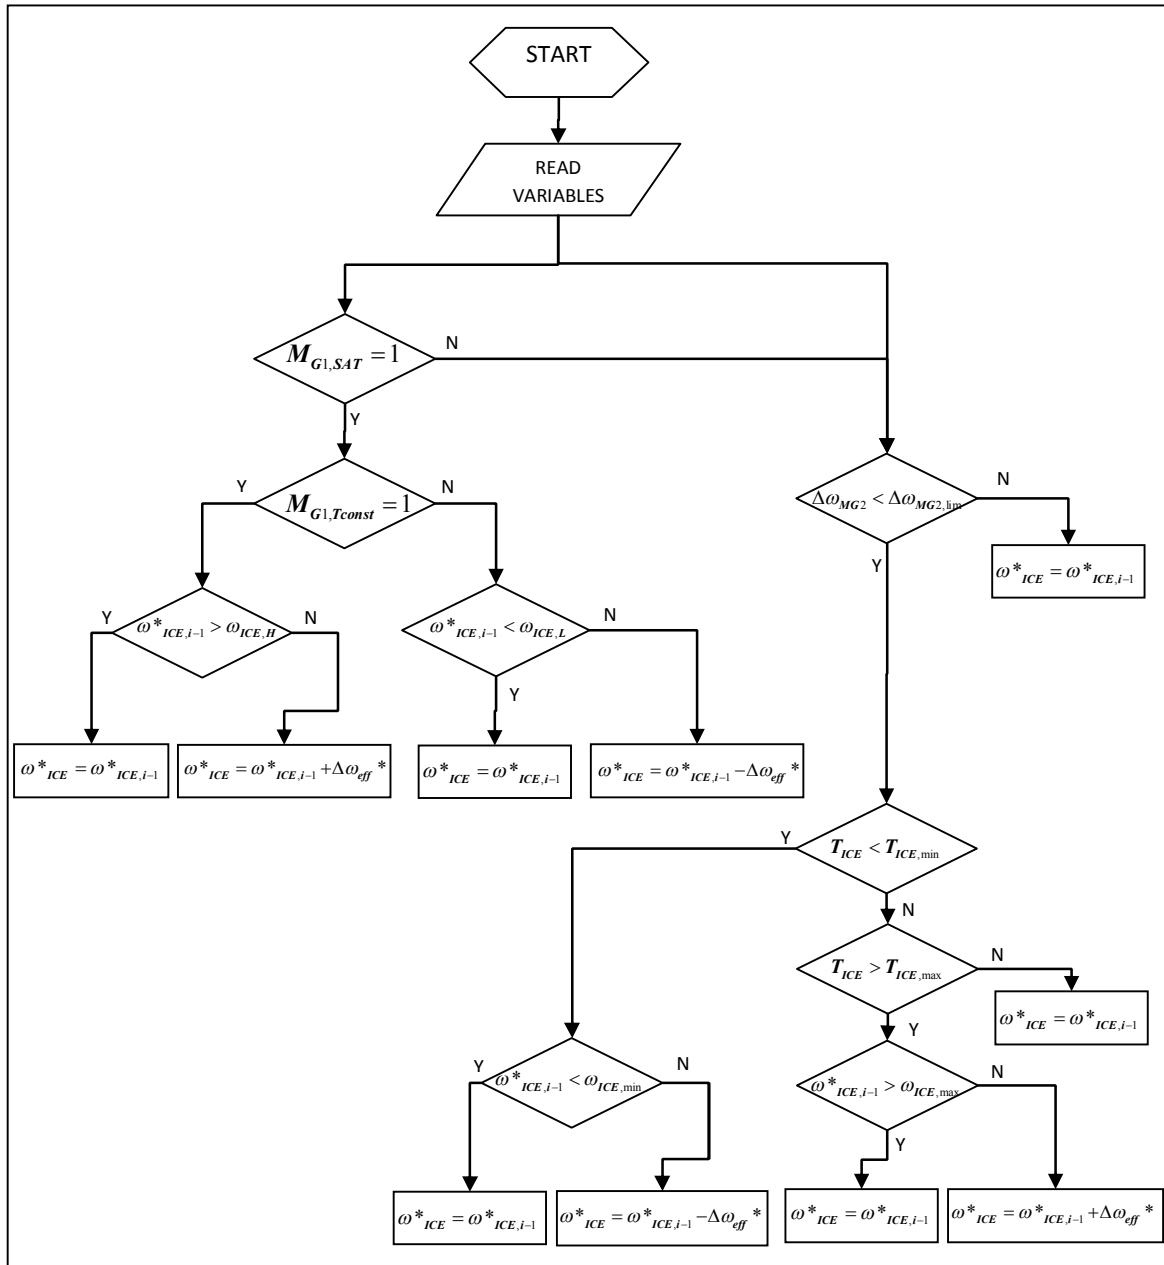 START
READ
VARIABLES
M_{G1,SAT} = 1
N
Y
M_{G1,Tconst} = 1
Y
N
Δω_{MG2} < Δω_{MG2,lim}
N
Y
ω*_{ICE} = ω*_{ICE,i−1}
ω*_{ICE,i−1} > ω_{ICE,H}
Y
N
ω*_{ICE,i−1} < ω_{ICE,L}
N
Y
ω*_{ICE} = ω*_{ICE,i−1}
ω*_{ICE} = ω*_{ICE,i−1} + Δω_{eff}*
ω*_{ICE} = ω*_{ICE,i−1}
ω*_{ICE} = ω*_{ICE,i−1} − Δω_{eff}*
Y
T_{ICE} < T_{ICE,min}
N
T_{ICE} > T_{ICE,max}
N
Y
ω*_{ICE} = ω*_{ICE,i−1}
Y
ω*_{ICE,i−1} < ω_{ICE,min}
N
ω*_{ICE,i−1} > ω_{ICE,max}
N
Y
ω*_{ICE} = ω*_{ICE,i−1}
ω*_{ICE} = ω*_{ICE,i−1} − Δω_{eff}*
ω*_{ICE} = ω*_{ICE,i−1}
ω*_{ICE} = ω*_{ICE,i−1} + Δω_{eff}*